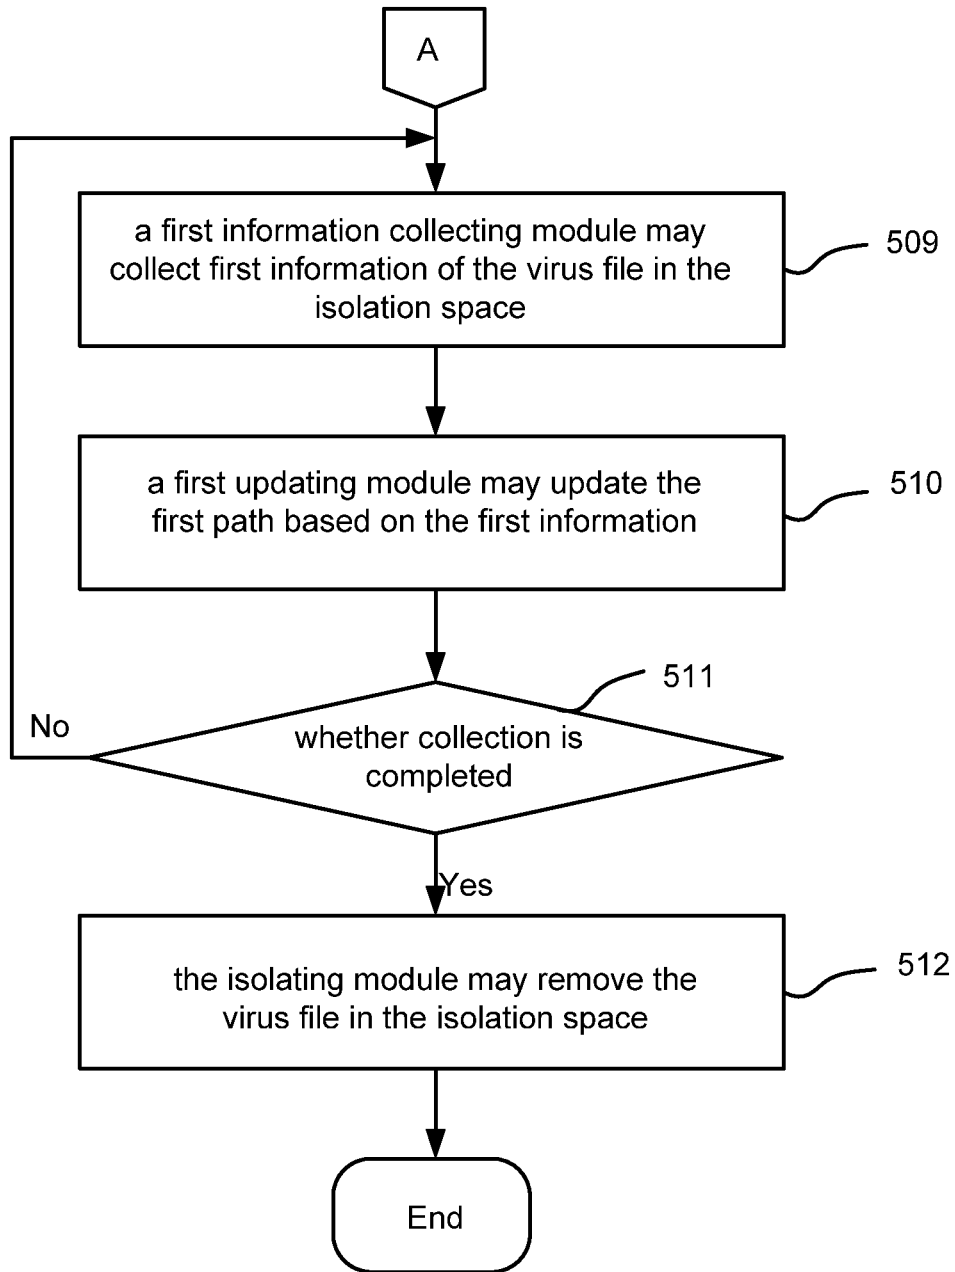 A
a first information collecting module may
collect first information of the virus file in the
isolation space
509
a first updating module may update the
first path based on the first information
510
511
No
whether collection is
completed
Yes
the isolating module may remove the
virus file in the isolation space
512
End